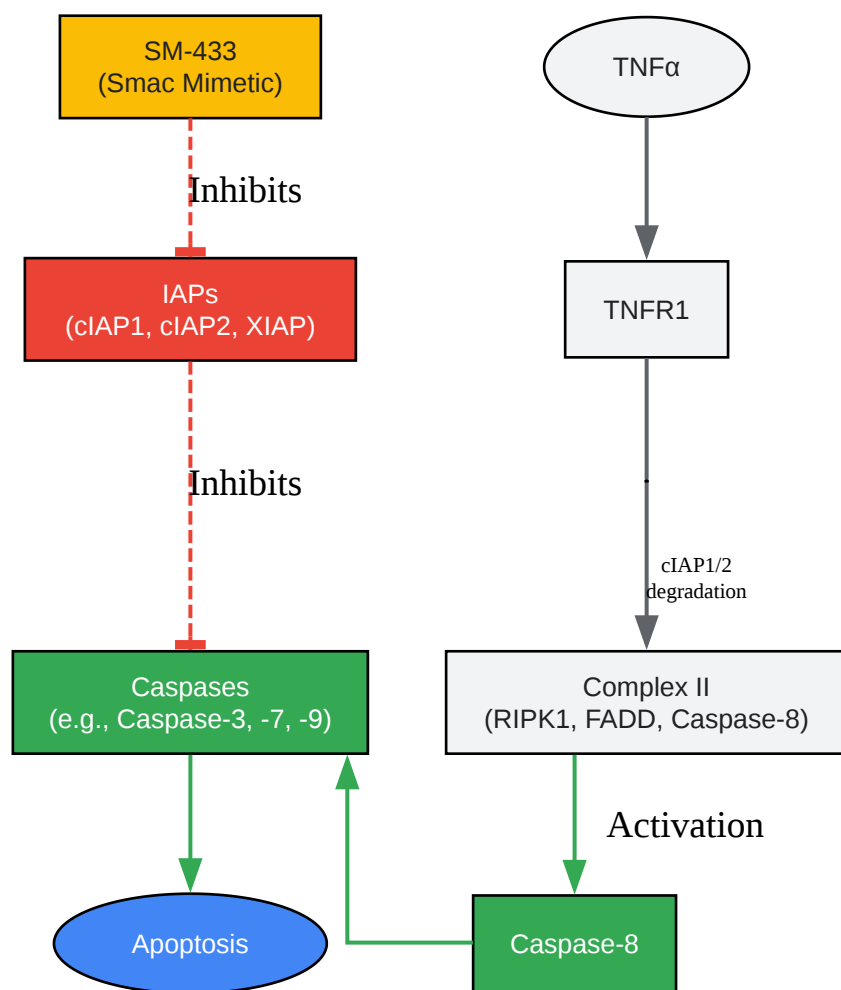 SM-433
(Smac Mimetic)
TNFα
Inhibits
IAPs
(cIAP1, cIAP2, XIAP)
TNFR1
Inhibits
cIAP1/2
degradation
Caspases
(e.g., Caspase-3, -7, -9)
Complex II
(RIPK1, FADD, Caspase-8)
Activation
Apoptosis
Caspase-8